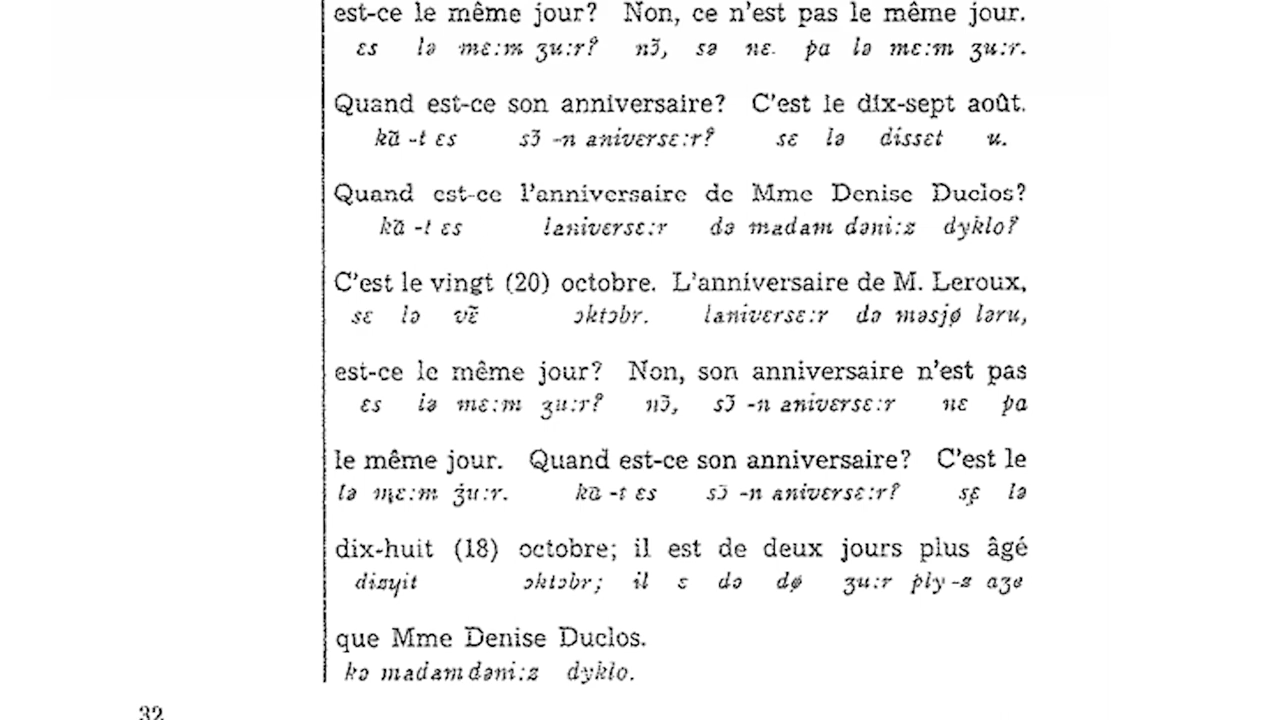 est-ce le même jour? Non, ce n'est pas le même jour.
ɛs lə mɛ:m ʒu:r? nɔ̃, sə nɛ pa lə mɛ:m ʒu:r.
Quand est-ce son anniversaire? C'est le dix-sept août.
kɑ̃ -t ɛs sɔ̃ -n anivɛrsɛ:r? sɛ lə dissɛt u.
Quand est-ce l'anniversaire de Mme Denise Duclos?
kɑ̃ -t ɛs lanivɛrsɛ:r də madam dəni:z dyklo?
C'est le vingt (20) octobre. L'anniversaire de M. Leroux,
sɛ lə vɛ̃ ɔktɔbr. lanivɛrsɛ:r də məsjø ləru,
est-ce le même jour? Non, son anniversaire n'est pas
ɛs lə mɛ:m ʒu:r? nɔ̃, sɔ̃ -n anivɛrsɛ:r nɛ pa
le même jour. Quand est-ce son anniversaire? C'est le
lə mɛ:m ʒu:r. kɑ̃ -t ɛs sɔ̃ -n anivɛrsɛ:r? sɛ lə
dix-huit (18) octobre; il est de deux jours plus âgé
dizɥit ɔktɔbr; il ɛ də dø ʒu:r ply -z aʒe
que Mme Denise Duclos.
kə madam dəni:z dyklo.
32